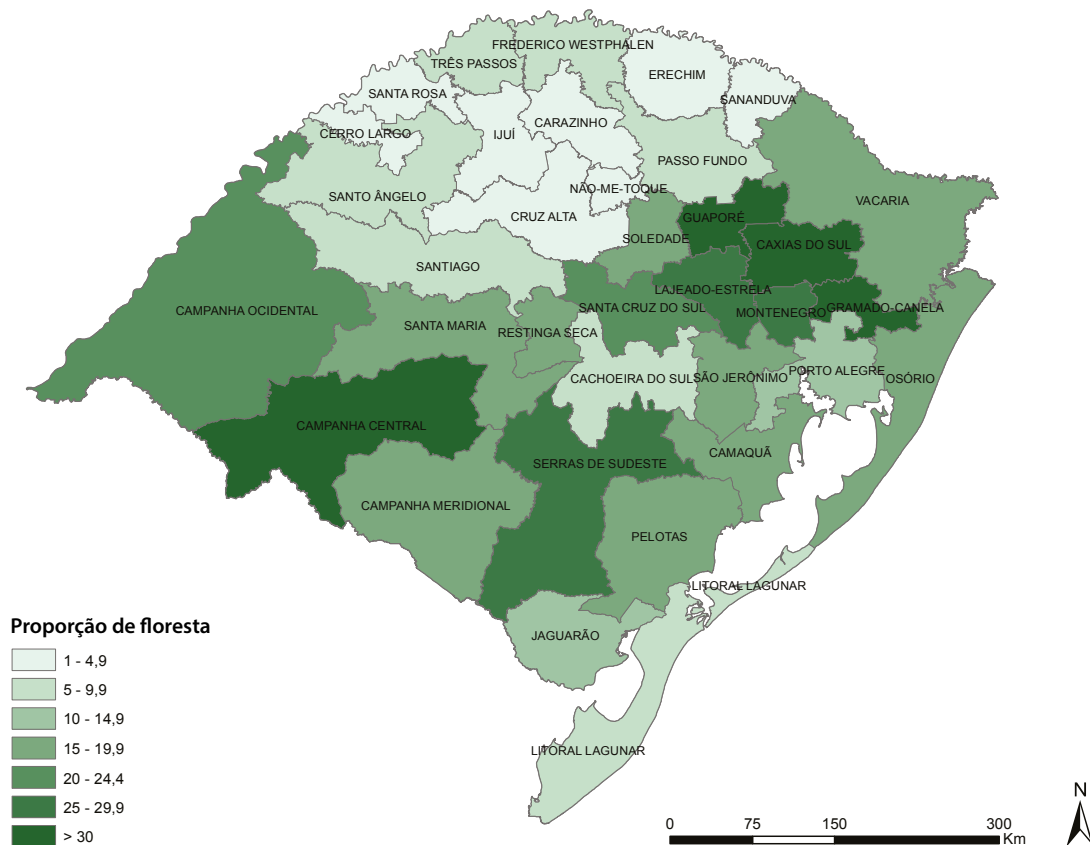 FREDERICO WESTPHALEN
TRÊS PASSOS
ERECHIM
SANTA ROSA
SANANDUVA
CARAZINHO
CERRO LARGO
IJUÍ
PASSO FUNDO
NÃO-ME-TOQUE
SANTO ÂNGELO
VACARIA
CRUZ ALTA
GUAPORÉ
SOLEDADE
CAXIAS DO SUL
SANTIAGO
LAJEADO-ESTRELA
CAMPANHA OCIDENTAL
SANTA CRUZ DO SUL
GRAMADO-CANELA
MONTENEGRO
SANTA MARIA
RESTINGA SECA
PORTO ALEGRE
CACHOEIRA DO SUL
SÃO JERÔNIMO
OSÓRIO
CAMPANHA CENTRAL
CAMAQUÃ
SERRAS DE SUDESTE
CAMPANHA MERIDIONAL
PELOTAS
LITORAL LAGUNAR
JAGUARÃO
LITORAL LAGUNAR
Proporção de floresta
1 - 4,9
5 - 9,9
10 - 14,9
15 - 19,9
20 - 24,4
25 - 29,9
> 30
N
0 75 150 300
Km